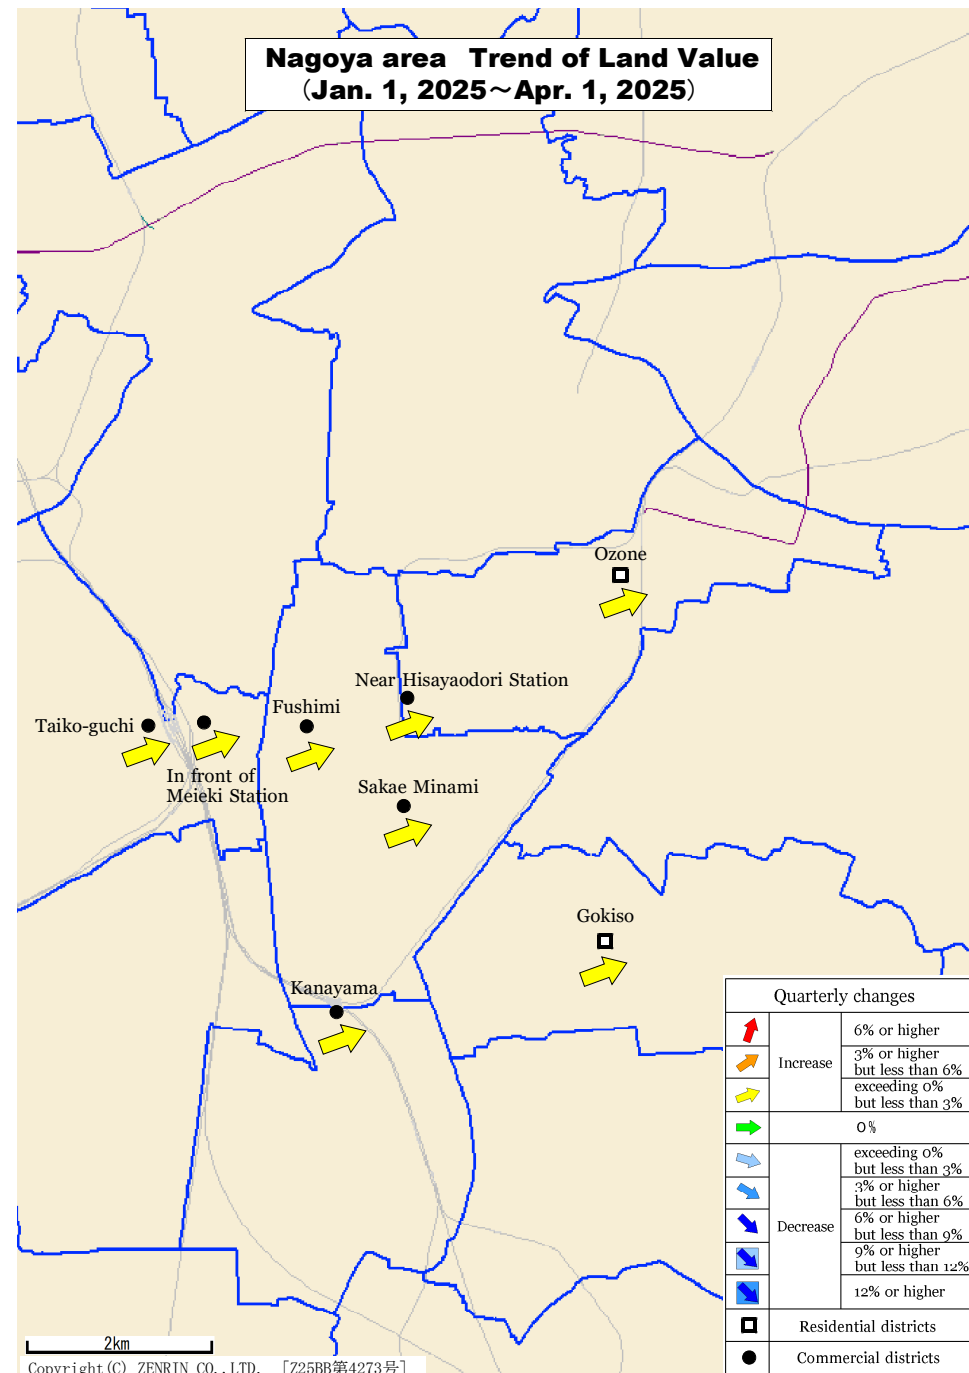 Nagoya area Trend of Land Value
（Jan. 1, 2025～Apr. 1, 2025）
Ozone
Near Hisayaodori Station
Taiko-guchi
Fushimi
In front of
Meieki Station
Sakae Minami
Gokiso
Kanayama
Quarterly changes
Increase
6% or higher
3% or higher
but less than 6%
exceeding 0%
but less than 3%
0%
Decrease
exceeding 0%
but less than 3%
3% or higher
but less than 6%
6% or higher
but less than 9%
9% or higher
but less than 12%
12% or higher
Residential districts
Commercial districts
2km
Copyright(C) ZENRIN CO.,LTD. [Z25BB第4273号]